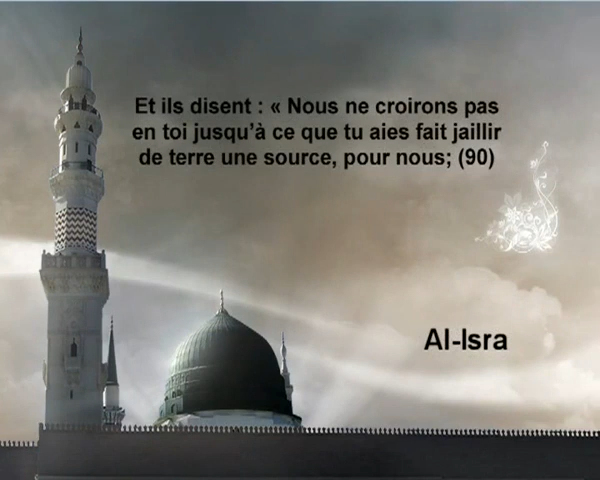 Et ils disent : « Nous ne croirons pas
en toi jusqu'à ce que tu aies fait jaillir
de terre une source, pour nous; (90)
Al-Isra